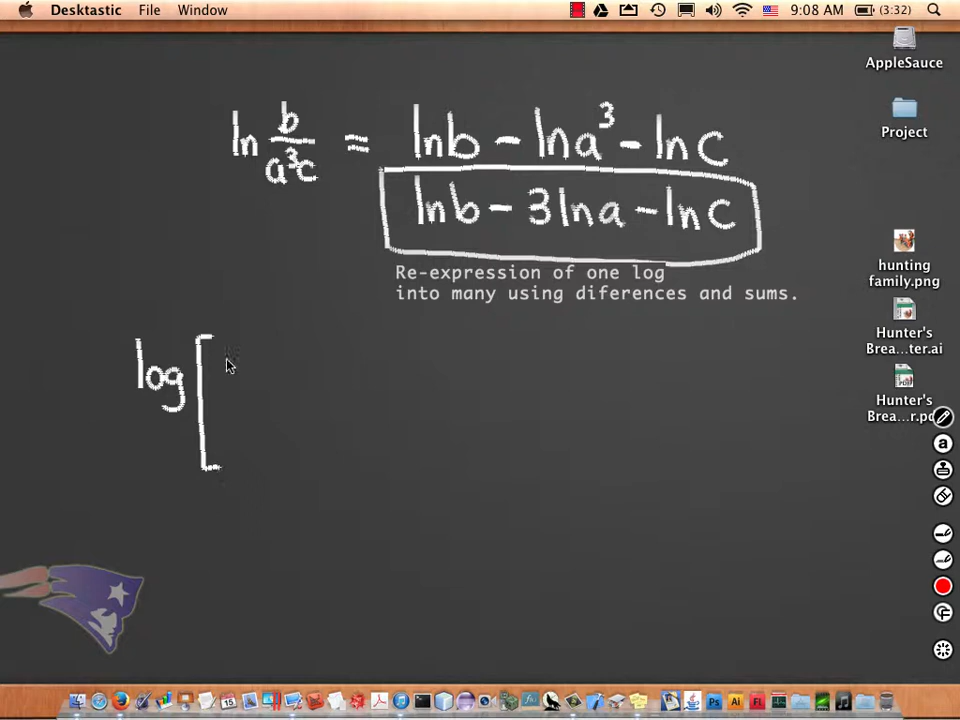 Desktastic File Window 9:08 AM (3:32)
AppleSauce
Project
ln b/a³c = lnb - lna³ - lnc
lnb - 3lna - lnc
Re-expression of one log
into many using diferences and sums.
hunting
family.png
Hunter's
Brea...ter.ai
Hunter's
Brea...r.p
log [
a